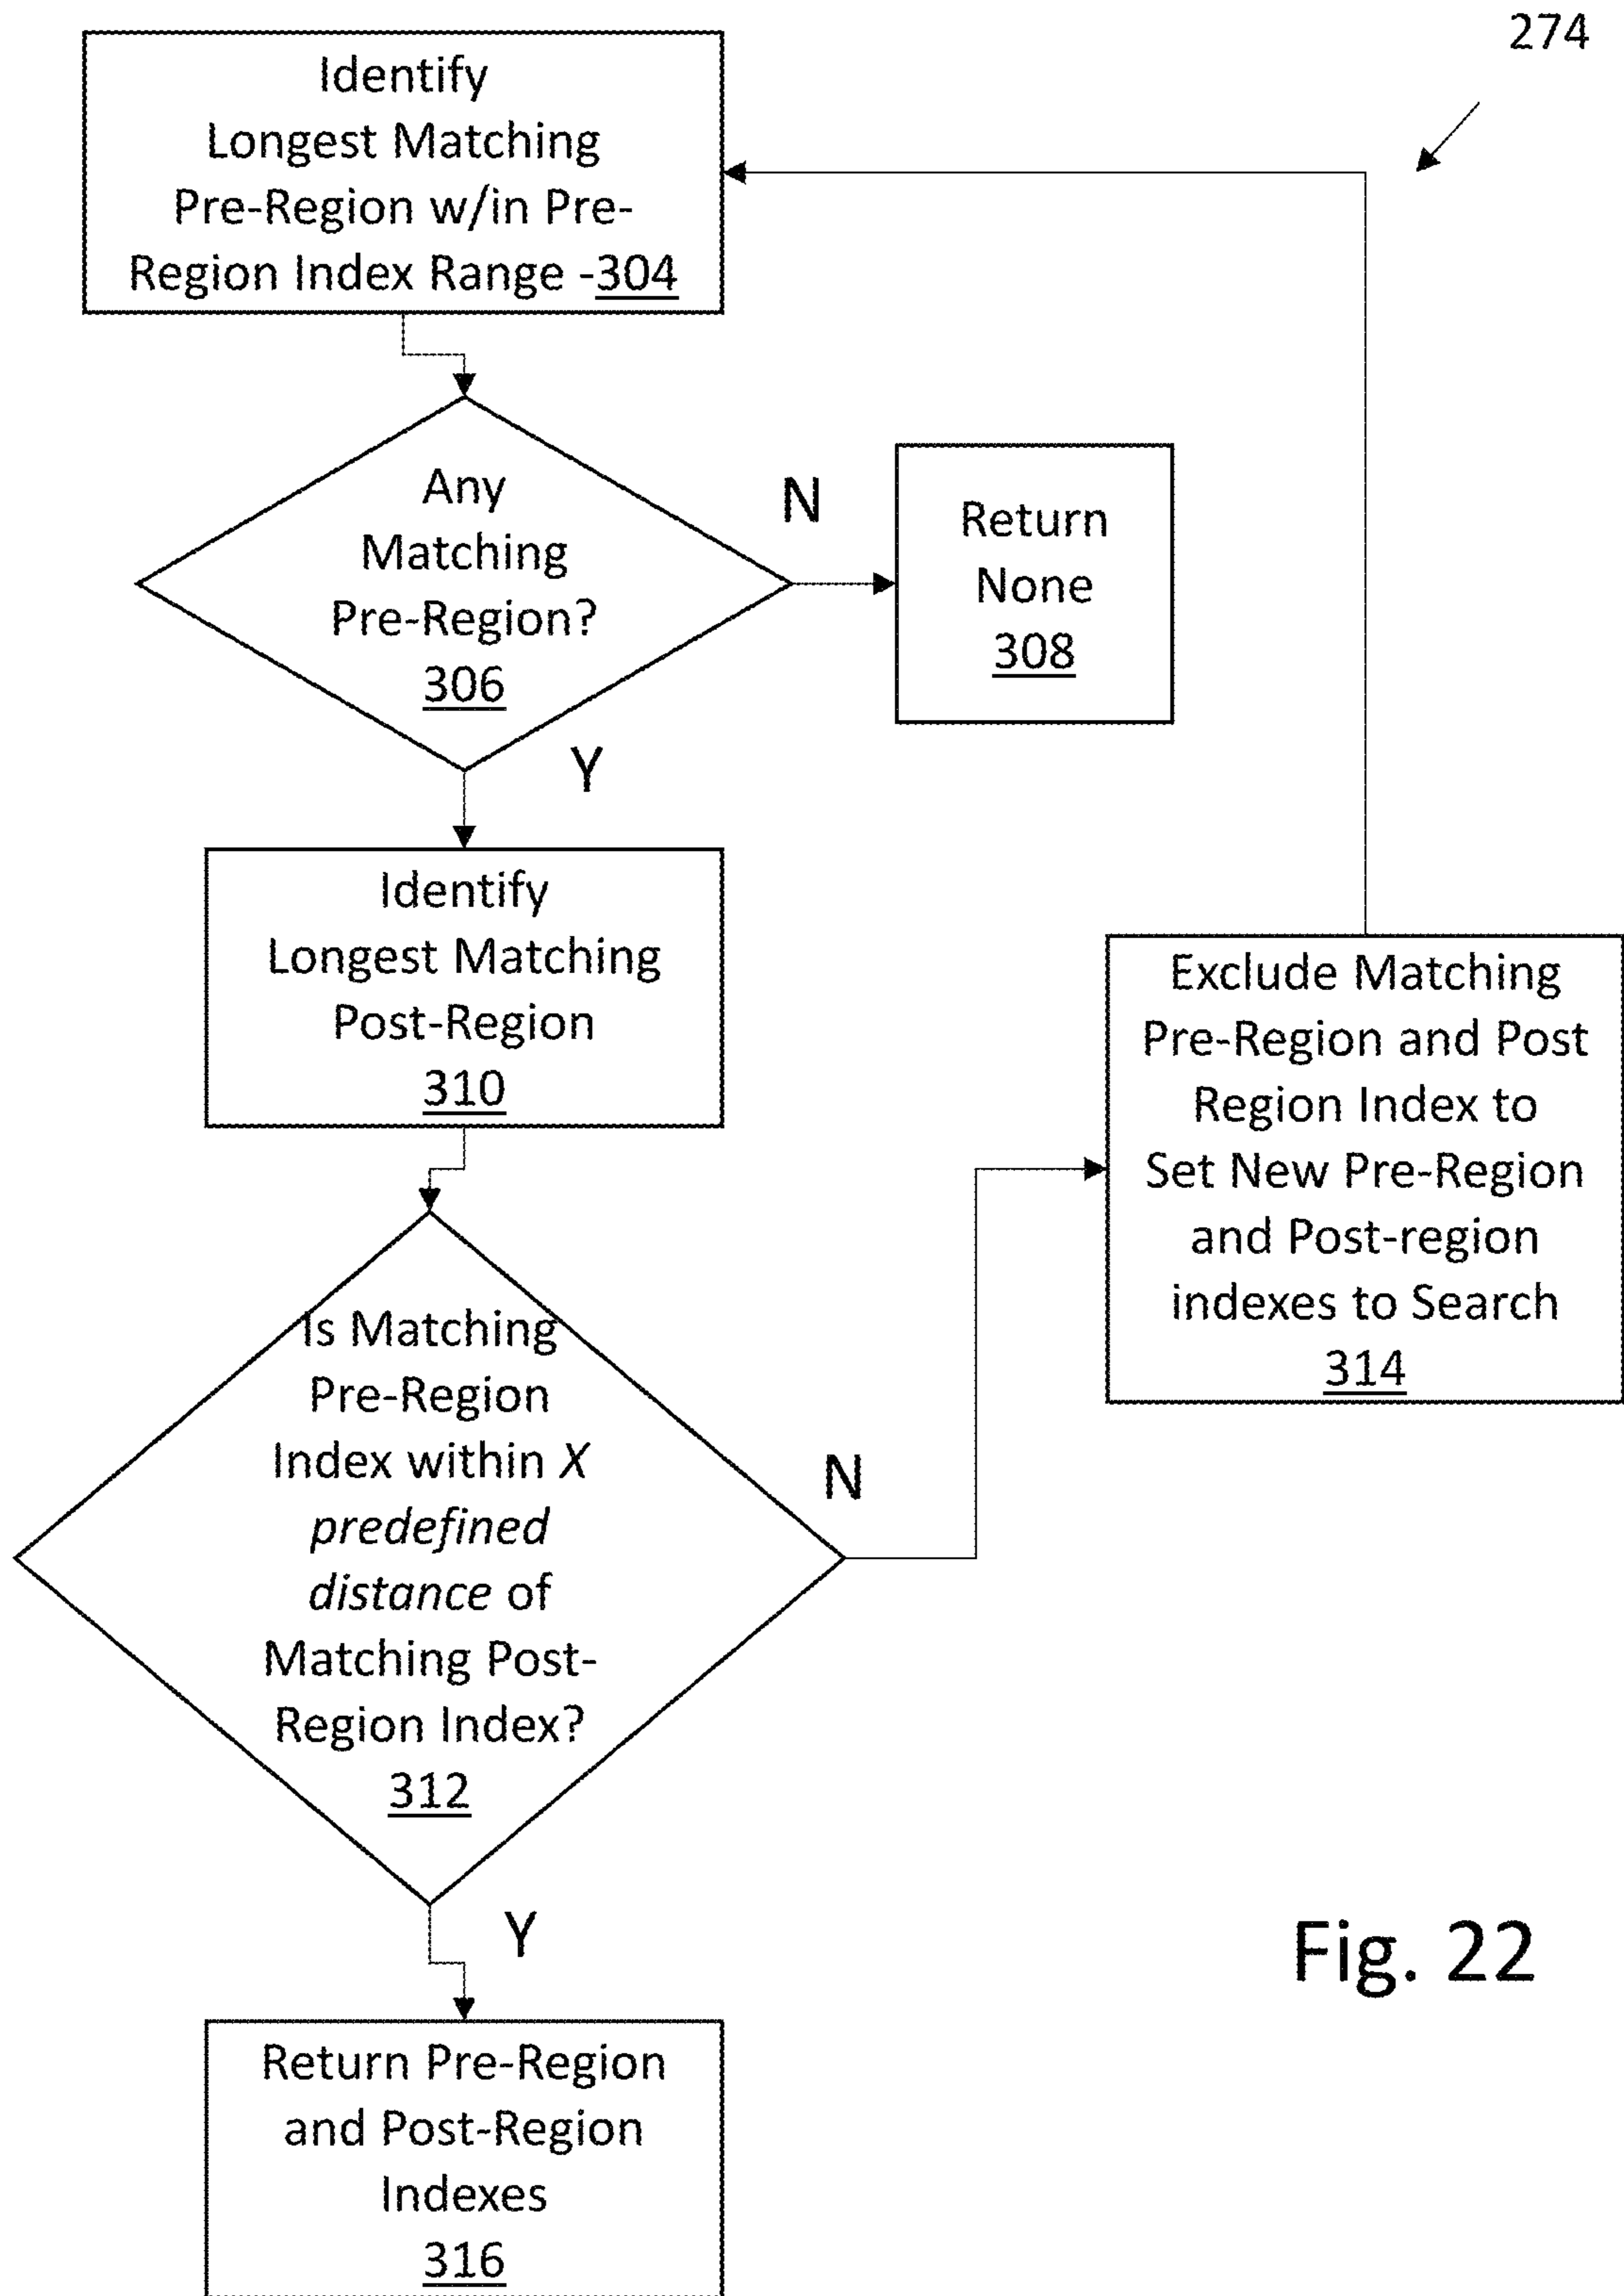 274
Identify
Longest Matching
Pre-Region w/in Pre-
Region Index Range -304
Any
Matching
Pre-Region?
306
N
Return
None
308
Y
Identify
Longest Matching
Post-Region
310
Exclude Matching
Pre-Region and Post
Region Index to
Set New Pre-Region
and Post-region
indexes to Search
314
Is Matching
Pre-Region
Index within X
predefined
distance of
Matching Post-
Region Index?
312
N
Y
Return Pre-Region
and Post-Region
Indexes
316
Fig. 22